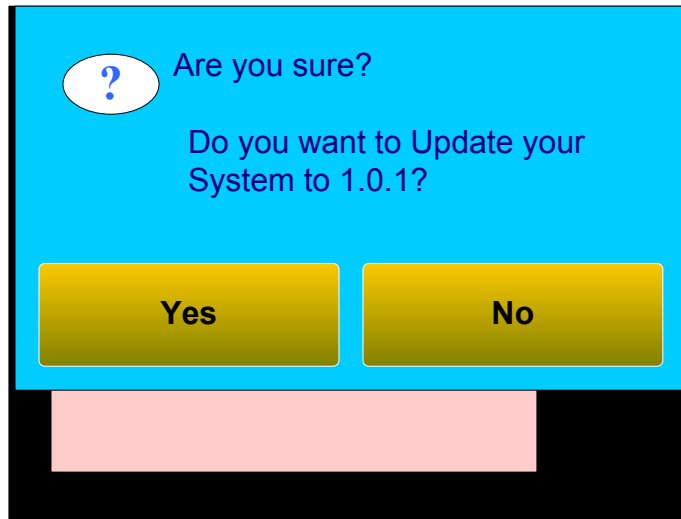 ?
Are you sure?
Do you want to Update your
System to 1.0.1?
Yes
No